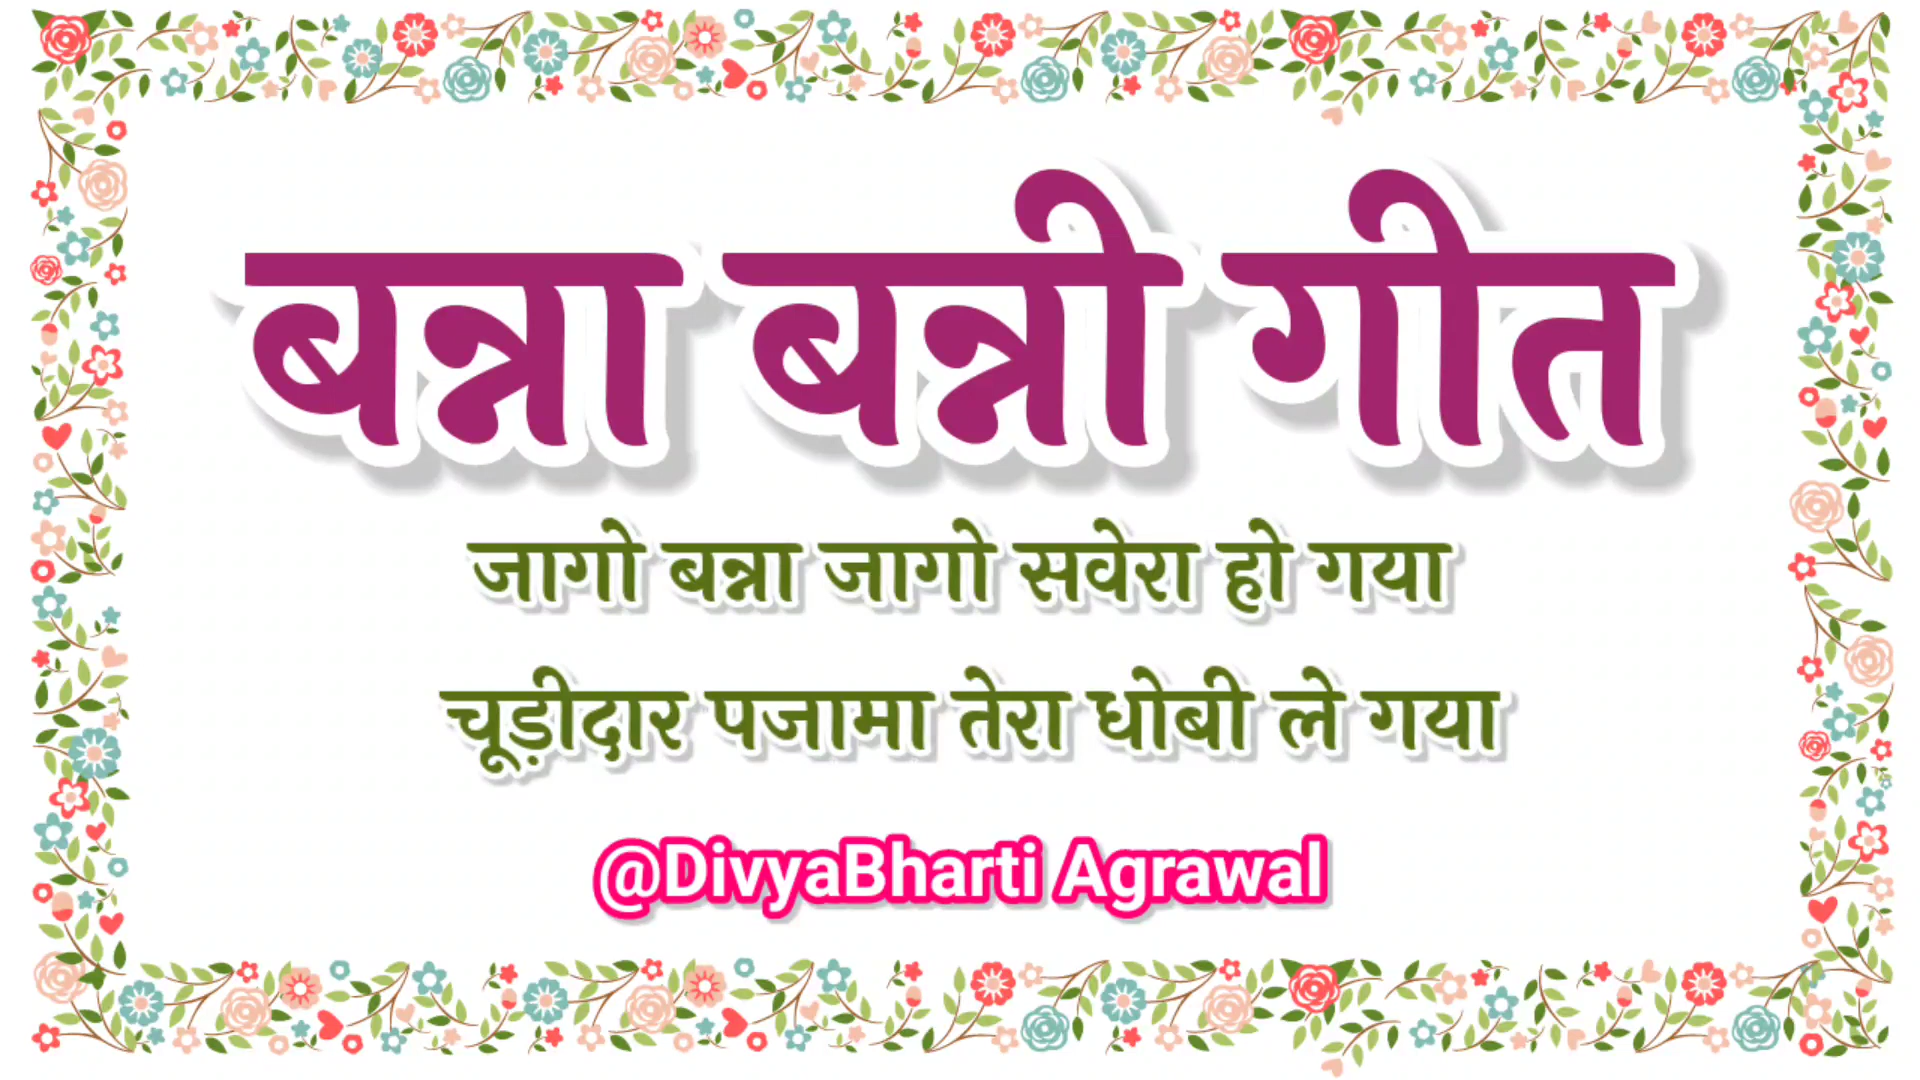 बन्ना बन्नी गीत
जागो बन्ना जागो सवेरा हो गया
चूड़ीदार पजामा तेरा धोबी ले गया
@DivyaBharti Agrawal